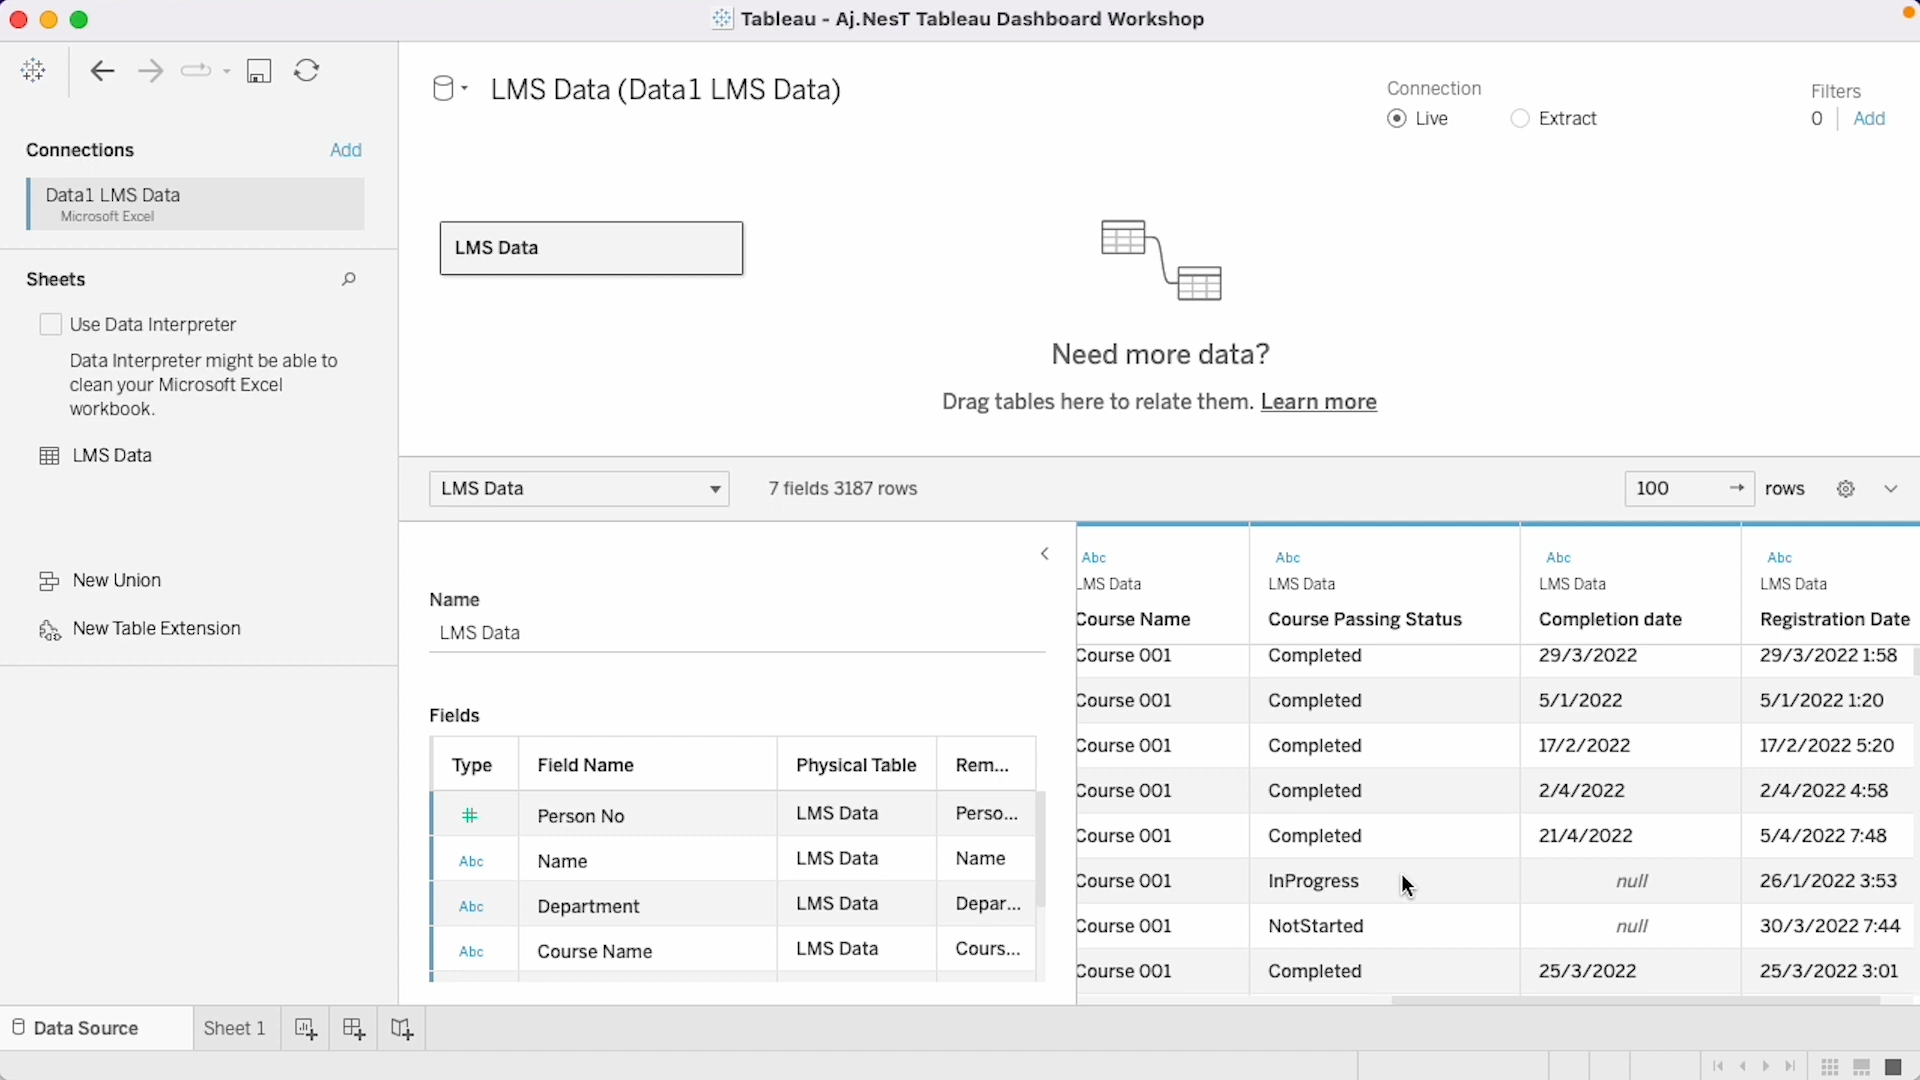 Tableau - Aj.NesT Tableau Dashboard Workshop
LMS Data (Data1 LMS Data)
Connection
Live
Extract
Filters
0
Add
Connections
Add
Data1 LMS Data
Microsoft Excel
Sheets
Use Data Interpreter
Data Interpreter might be able to
clean your Microsoft Excel
workbook.
LMS Data
New Union
New Table Extension
LMS Data
Need more data?
Drag tables here to relate them. Learn more
LMS Data
7 fields 3187 rows
100 → rows
Name
LMS Data
Fields
Type Field Name Physical Table Rem...
# Person No LMS Data Perso...
Abc Name LMS Data Name
Abc Department LMS Data Depar...
Abc Course Name LMS Data Cours...
Abc Abc Abc Abc
LMS Data LMS Data LMS Data LMS Data
Course Name Course Passing Status Completion date Registration Date
Course 001 Completed 29/3/2022 29/3/2022 1:58
Course 001 Completed 5/1/2022 5/1/2022 1:20
Course 001 Completed 17/2/2022 17/2/2022 5:20
Course 001 Completed 2/4/2022 2/4/2022 4:58
Course 001 Completed 21/4/2022 5/4/2022 7:48
Course 001 InProgress null 26/1/2022 3:53
Course 001 NotStarted null 30/3/2022 7:44
Course 001 Completed 25/3/2022 25/3/2022 3:01
Data Source
Sheet 1